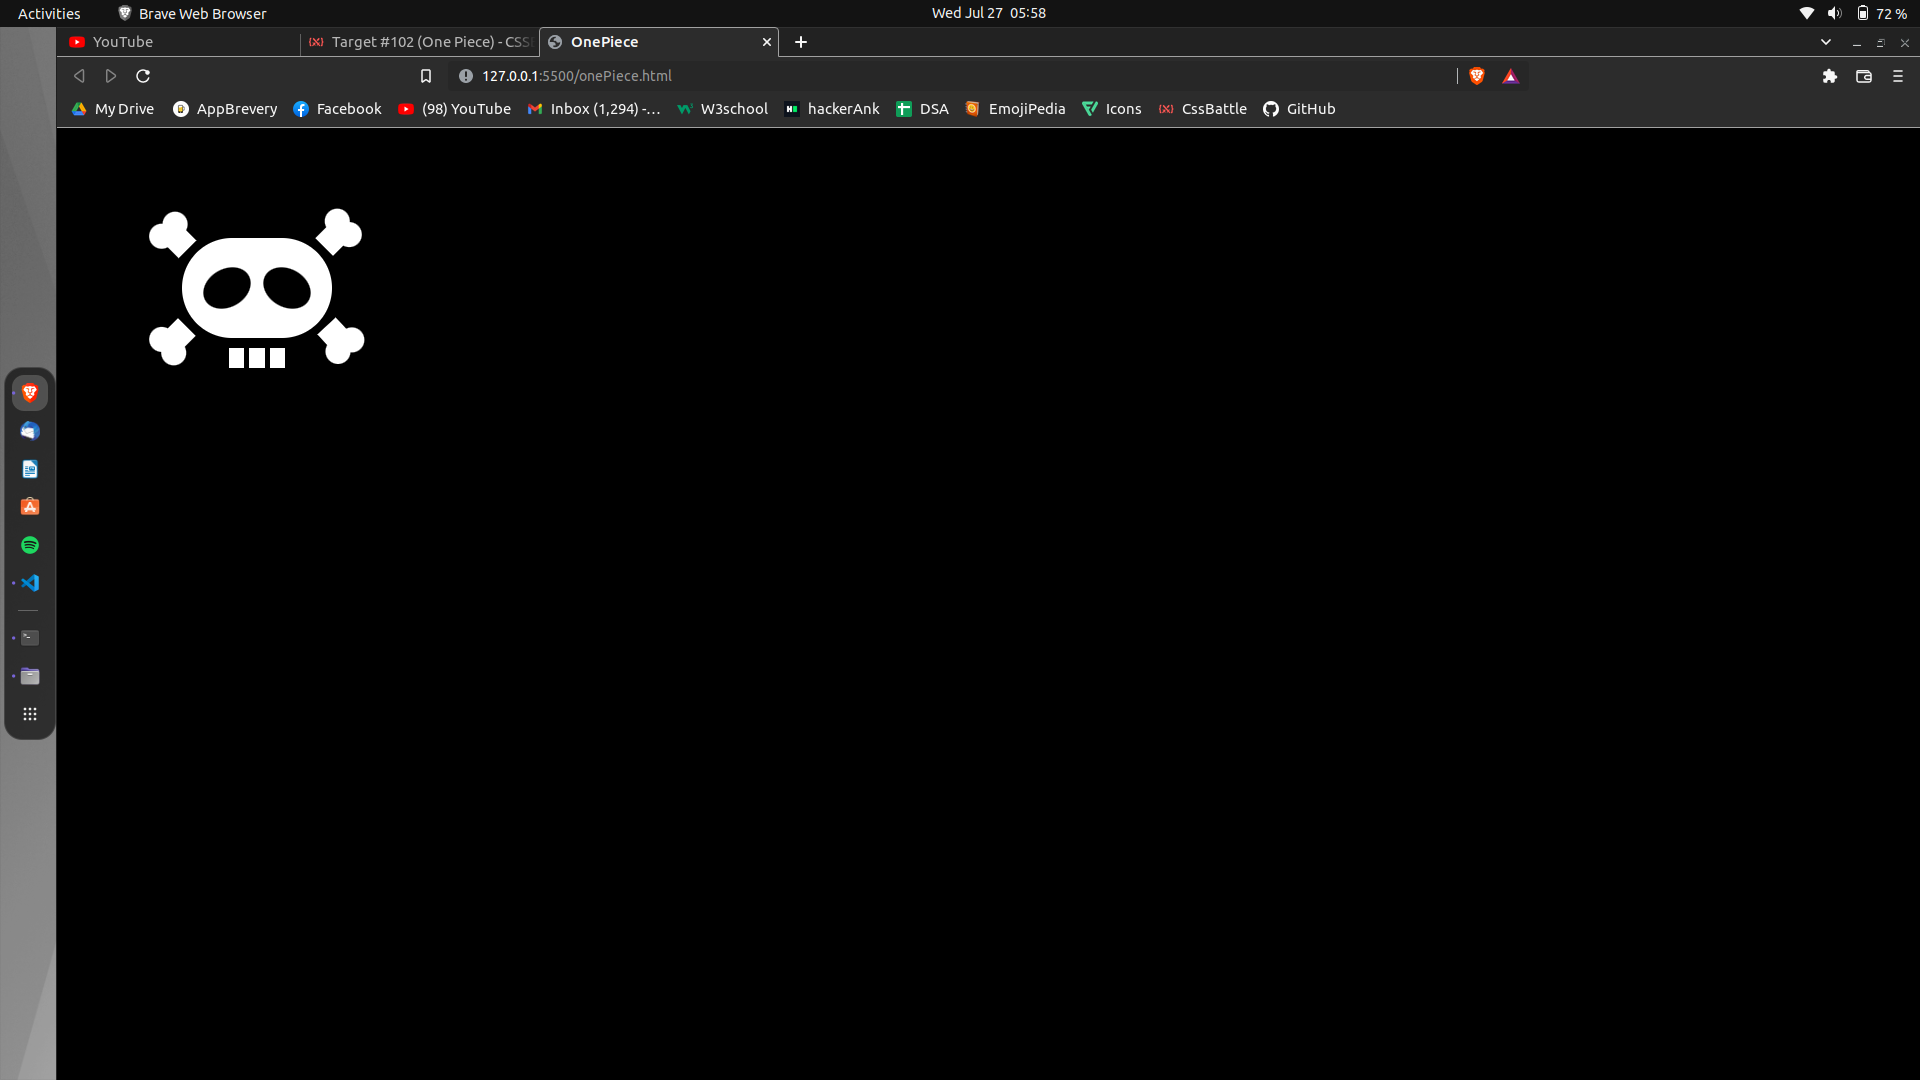 Activities Brave Web Browser Wed Jul 27 05:58 72 %
YouTube Target #102 (One Piece) - CSS OnePiece
127.0.0.1:5500/onePiece.html
My Drive AppBrevery Facebook (98) YouTube Inbox (1,294) -... W3school hackerAnk DSA EmojiPedia Icons CssBattle GitHub